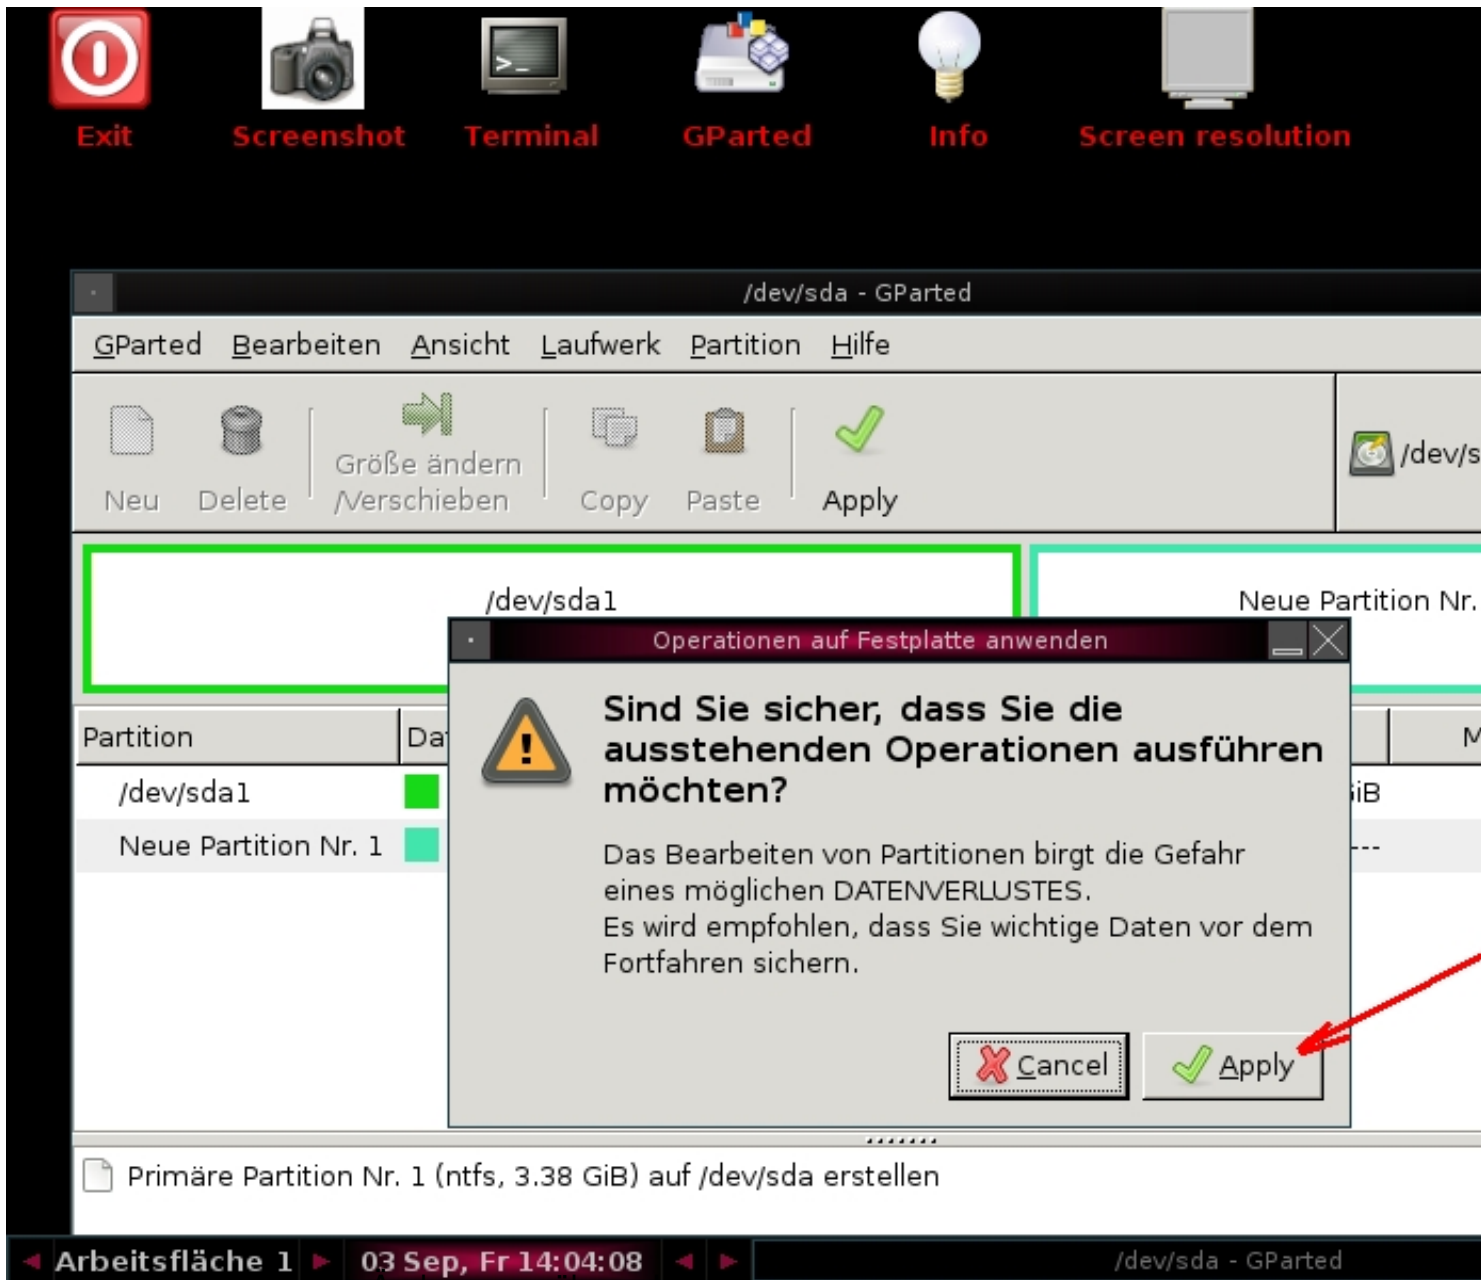 Exit Screenshot Terminal GParted Info Screen resolution
/dev/sda - GParted
GParted Bearbeiten Ansicht Laufwerk Partition Hilfe
Größe ändern
Neu Delete /Verschieben Copy Paste Apply
/dev/s
/dev/sda1
Neue Partition Nr.
Operationen auf Festplatte anwenden
Sind Sie sicher, dass Sie die
ausstehenden Operationen ausführen
möchten?
Das Bearbeiten von Partitionen birgt die Gefahr
eines möglichen DATENVERLUSTES.
Es wird empfohlen, dass Sie wichtige Daten vor dem
Fortfahren sichern.
Cancel Apply
Partition Da M
/dev/sda1 iB
Neue Partition Nr. 1 ---
Primäre Partition Nr. 1 (ntfs, 3.38 GiB) auf /dev/sda erstellen
Arbeitsfläche 1 03 Sep, Fr 14:04:08 /dev/sda - GParted